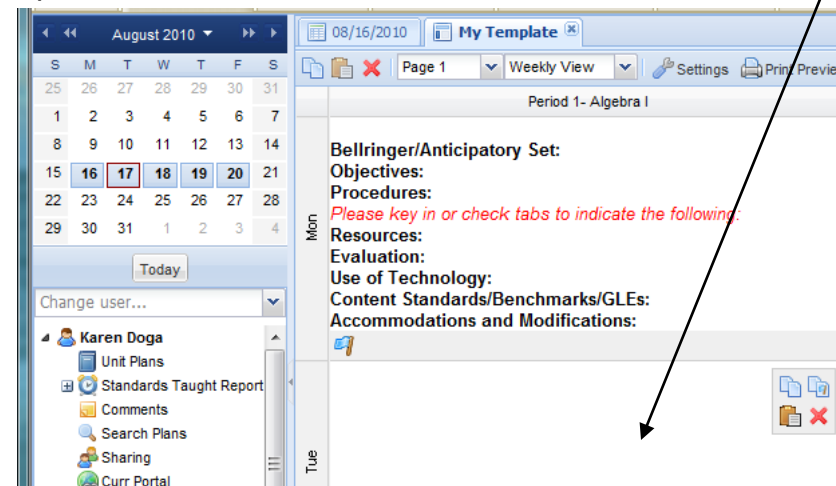 August 2010
S M T W T F S
25 26 27 28 29 30 31
1 2 3 4 5 6 7
8 9 10 11 12 13 14
15 16 17 18 19 20 21
22 23 24 25 26 27 28
29 30 31 1 2 3 4
Today
Change user...
Karen Doga
Unit Plans
Standards Taught Report
Comments
Search Plans
Sharing
Curr Portal
08/16/2010 My Template
Page 1 Weekly View Settings Print Previe
Period 1- Algebra I
Mon
Bellringer/Anticipatory Set:
Objectives:
Procedures:
Please key in or check tabs to indicate the following:
Resources:
Evaluation:
Use of Technology:
Content Standards/Benchmarks/GLEs:
Accommodations and Modifications:
Tue